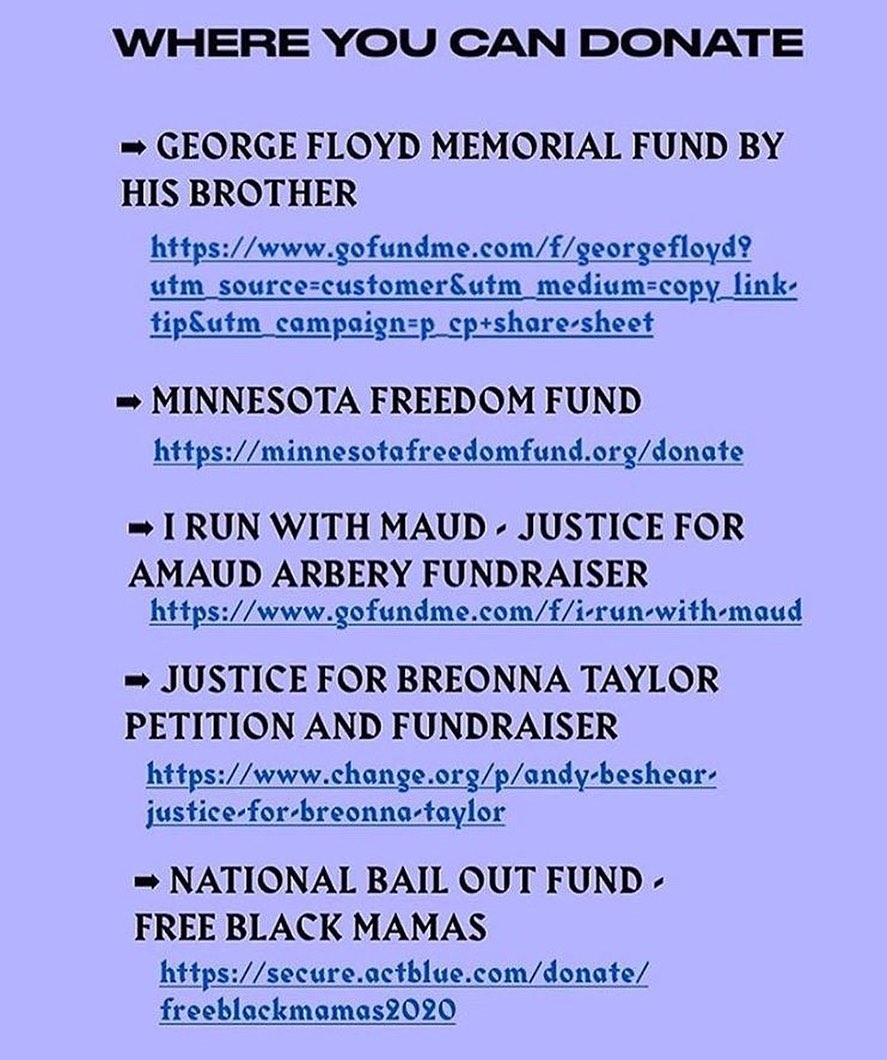 WHERE YOU CAN DONATE
➡ GEORGE FLOYD MEMORIAL FUND BY
HIS BROTHER
https://www.gofundme.com/f/georgefloyd?
utm_source=customer&utm_medium=copy_link-
tip&utm_campaign=p_cp+share-sheet
➡ MINNESOTA FREEDOM FUND
https://minnesotafreedomfund.org/donate
➡ I RUN WITH MAUD - JUSTICE FOR
AMAUD ARBERY FUNDRAISER
https://www.gofundme.com/f/i-run-with-maud
➡ JUSTICE FOR BREONNA TAYLOR
PETITION AND FUNDRAISER
https://www.change.org/p/andy-beshear-
justice-for-breonna-taylor
➡ NATIONAL BAIL OUT FUND -
FREE BLACK MAMAS
https://secure.actblue.com/donate/
freeblackmamas2020